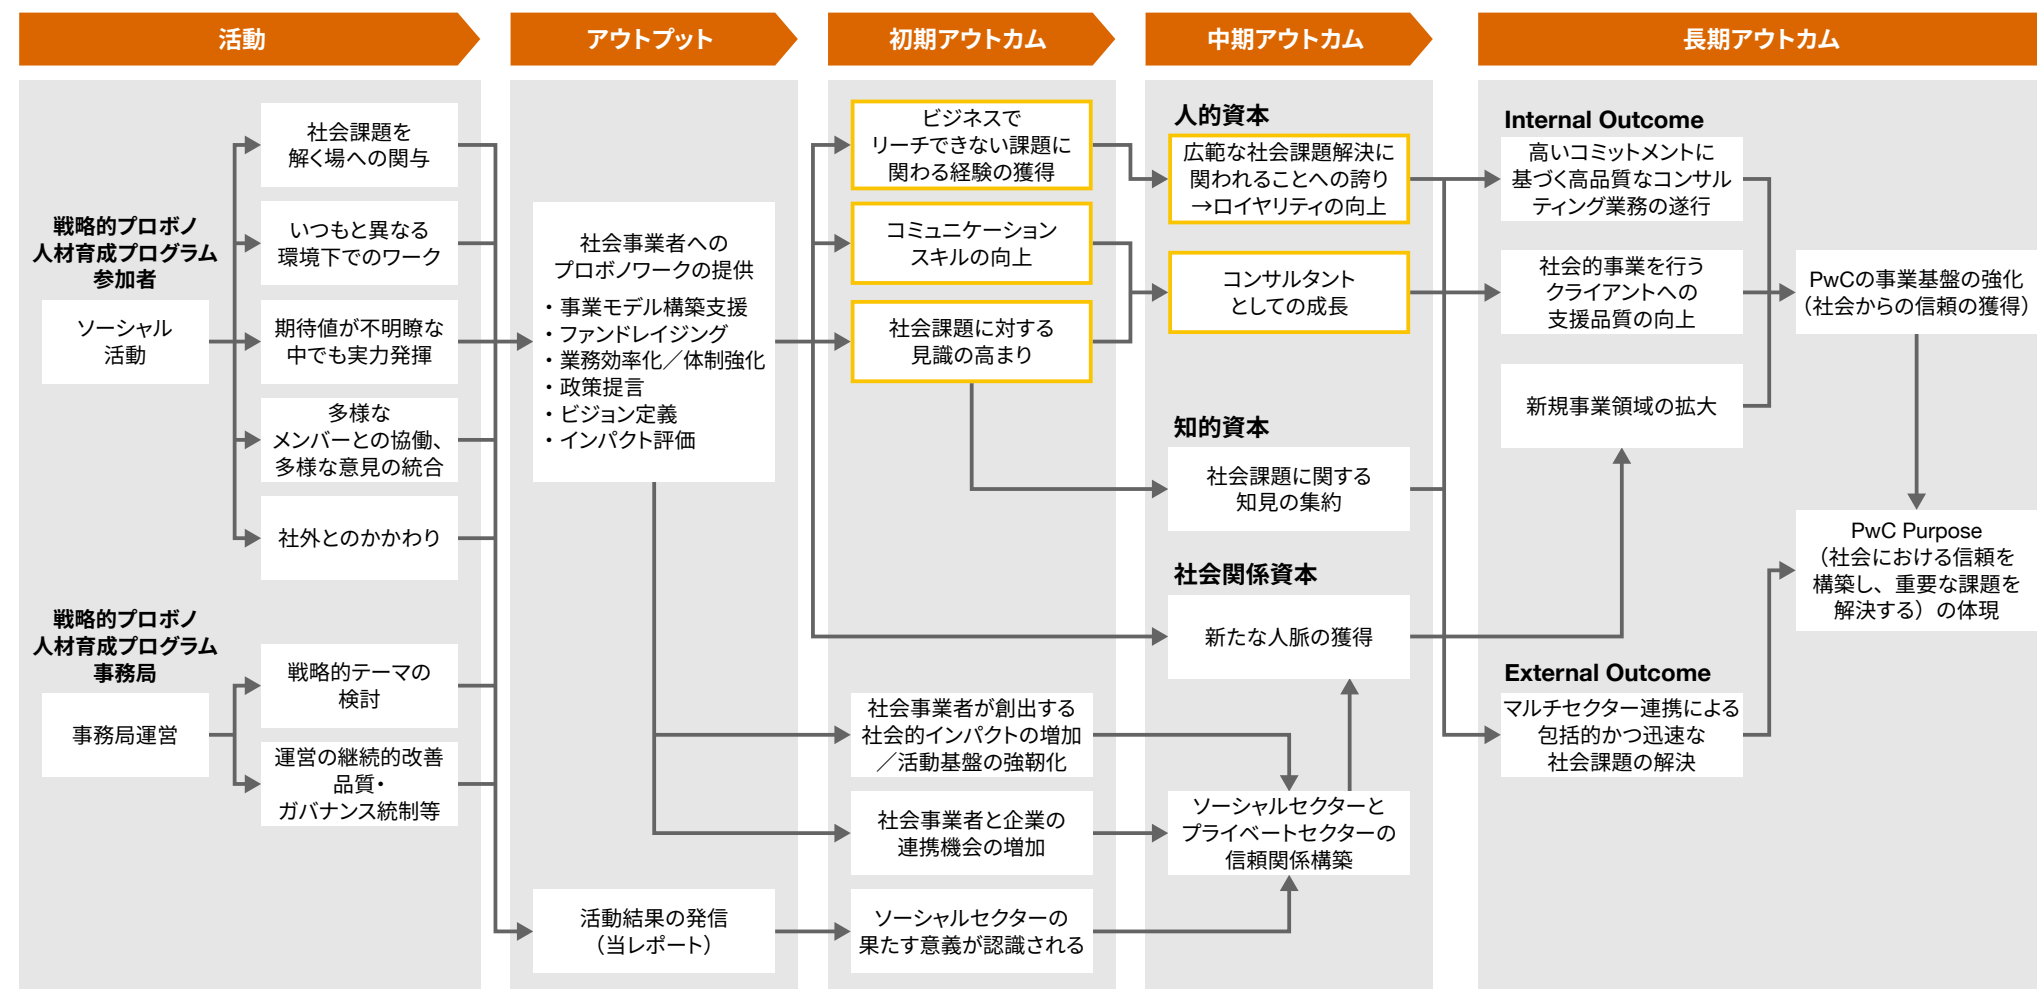 活動
アウトプット
初期アウトカム
中期アウトカム
長期アウトカム
戦略的プロボノ
人材育成プログラム
参加者
ソーシャル
活動
社会課題を
解く場への関与
いつもと異なる
環境下でのワーク
期待値が不明瞭な
中でも実力発揮
多様な
メンバーとの協働、
多様な意見の統合
社外とのかかわり
戦略的プロボノ
人材育成プログラム
事務局
事務局運営
戦略的テーマの
検討
運営の継続的改善
品質・
ガバナンス統制等
社会事業者への
プロボノワークの提供
・事業モデル構築支援
・ファンドレイジング
・業務効率化／体制強化
・政策提言
・ビジョン定義
・インパクト評価
活動結果の発信
（当レポート）
ビジネスで
リーチできない課題に
関わる経験の獲得
コミュニケーション
スキルの向上
社会課題に対する
見識の高まり
社会事業者が創出する
社会的インパクトの増加
／活動基盤の強靭化
社会事業者と企業の
連携機会の増加
ソーシャルセクターの
果たす意義が認識される
人的資本
広範な社会課題解決に
関われることへの誇り
→ロイヤリティの向上
コンサルタント
としての成長
知的資本
社会課題に関する
知見の集約
社会関係資本
新たな人脈の獲得
ソーシャルセクターと
プライベートセクターの
信頼関係構築
Internal Outcome
高いコミットメントに
基づく高品質なコンサル
ティング業務の遂行
社会的事業を行う
クライアントへの
支援品質の向上
新規事業領域の拡大
External Outcome
マルチセクター連携による
包括的かつ迅速な
社会課題の解決
PwCの事業基盤の強化
（社会からの信頼の獲得）
PwC Purpose
（社会における信頼を
構築し、重要な課題を
解決する）の体現